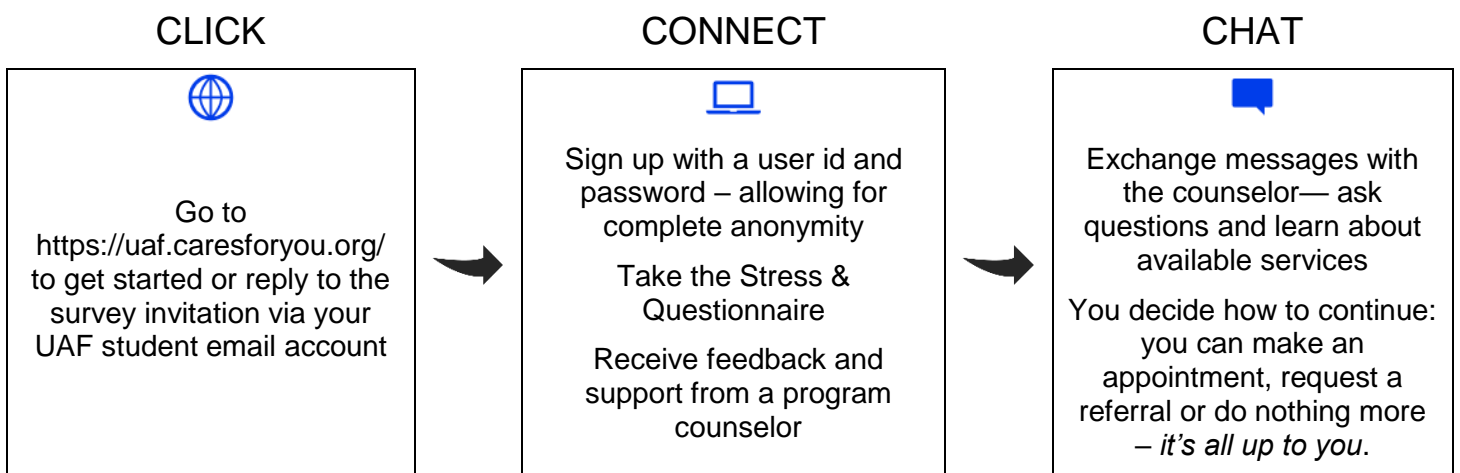 CLICK
Go to
https://uaf.caresforyou.org/
to get started or reply to the
survey invitation via your
UAF student email account
CONNECT
Sign up with a user id and
password – allowing for
complete anonymity
Take the Stress &
Questionnaire
Receive feedback and
support from a program
counselor
CHAT
Exchange messages with
the counselor— ask
questions and learn about
available services
You decide how to continue:
you can make an
appointment, request a
referral or do nothing more
– it's all up to you.